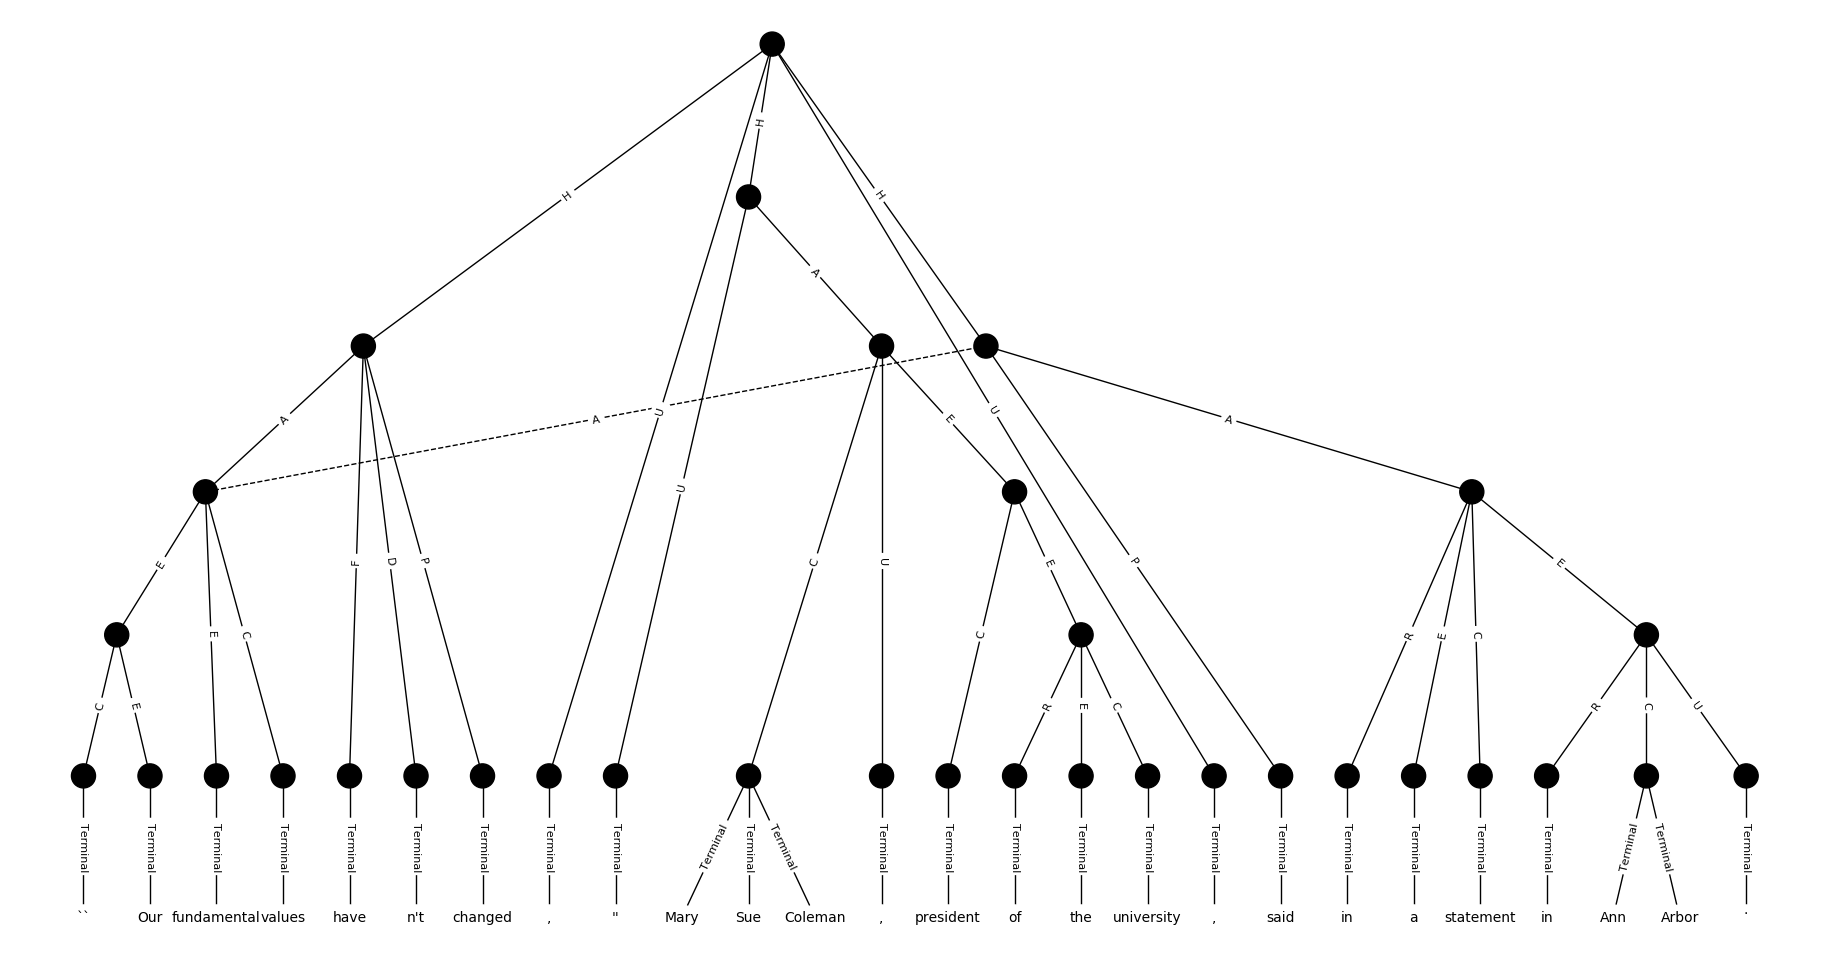 H
H
H
A
U
A
A
A
E
U
U
E
F
D
P
C
U
E
P
E
E
C
C
R
E
C
C
E
R
E
C
R
C
U
Terminal Terminal Terminal Terminal Terminal Terminal Terminal Terminal Terminal Terminal Terminal Terminal Terminal Terminal Terminal Terminal Terminal Terminal Terminal Terminal Terminal Terminal Terminal Terminal Terminal Terminal
`` Our fundamental values have n't changed , " Mary Sue Coleman , president of the university , said in a statement in Ann Arbor .